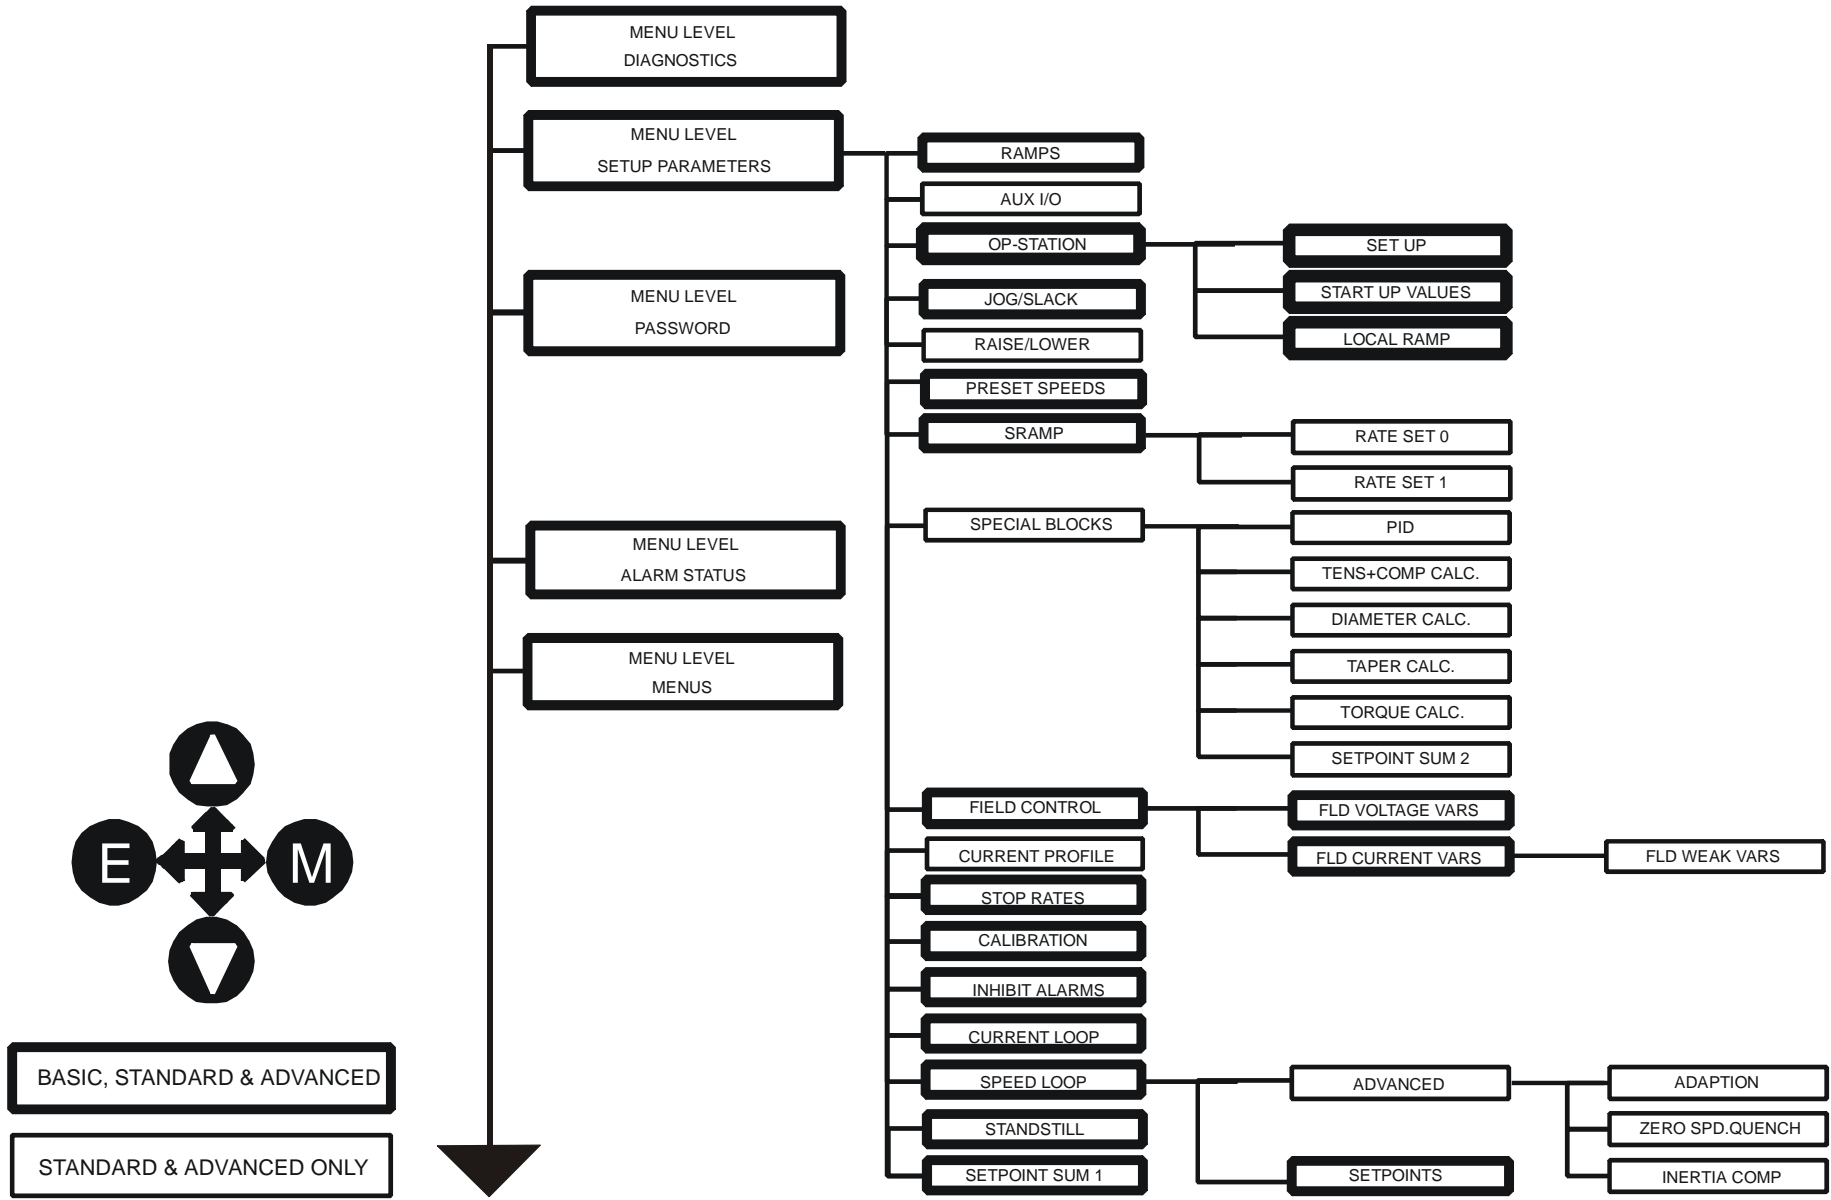 MENU LEVEL
DIAGNOSTICS
MENU LEVEL
SETUP PARAMETERS
MENU LEVEL
PASSWORD
MENU LEVEL
ALARM STATUS
MENU LEVEL
MENUS
RAMPS
AUX I/O
OP-STATION
SET UP
START UP VALUES
LOCAL RAMP
JOG/SLACK
RAISE/LOWER
PRESET SPEEDS
SRAMP
RATE SET 0
RATE SET 1
SPECIAL BLOCKS
PID
TENS+COMP CALC.
DIAMETER CALC.
TAPER CALC.
TORQUE CALC.
SETPOINT SUM 2
FIELD CONTROL
FLD VOLTAGE VARS
FLD CURRENT VARS
FLD WEAK VARS
CURRENT PROFILE
STOP RATES
CALIBRATION
INHIBIT ALARMS
CURRENT LOOP
SPEED LOOP
ADVANCED
ADAPTION
ZERO SPD.QUENCH
INERTIA COMP
SETPOINTS
STANDSTILL
SETPOINT SUM 1
E
M
BASIC, STANDARD & ADVANCED
STANDARD & ADVANCED ONLY